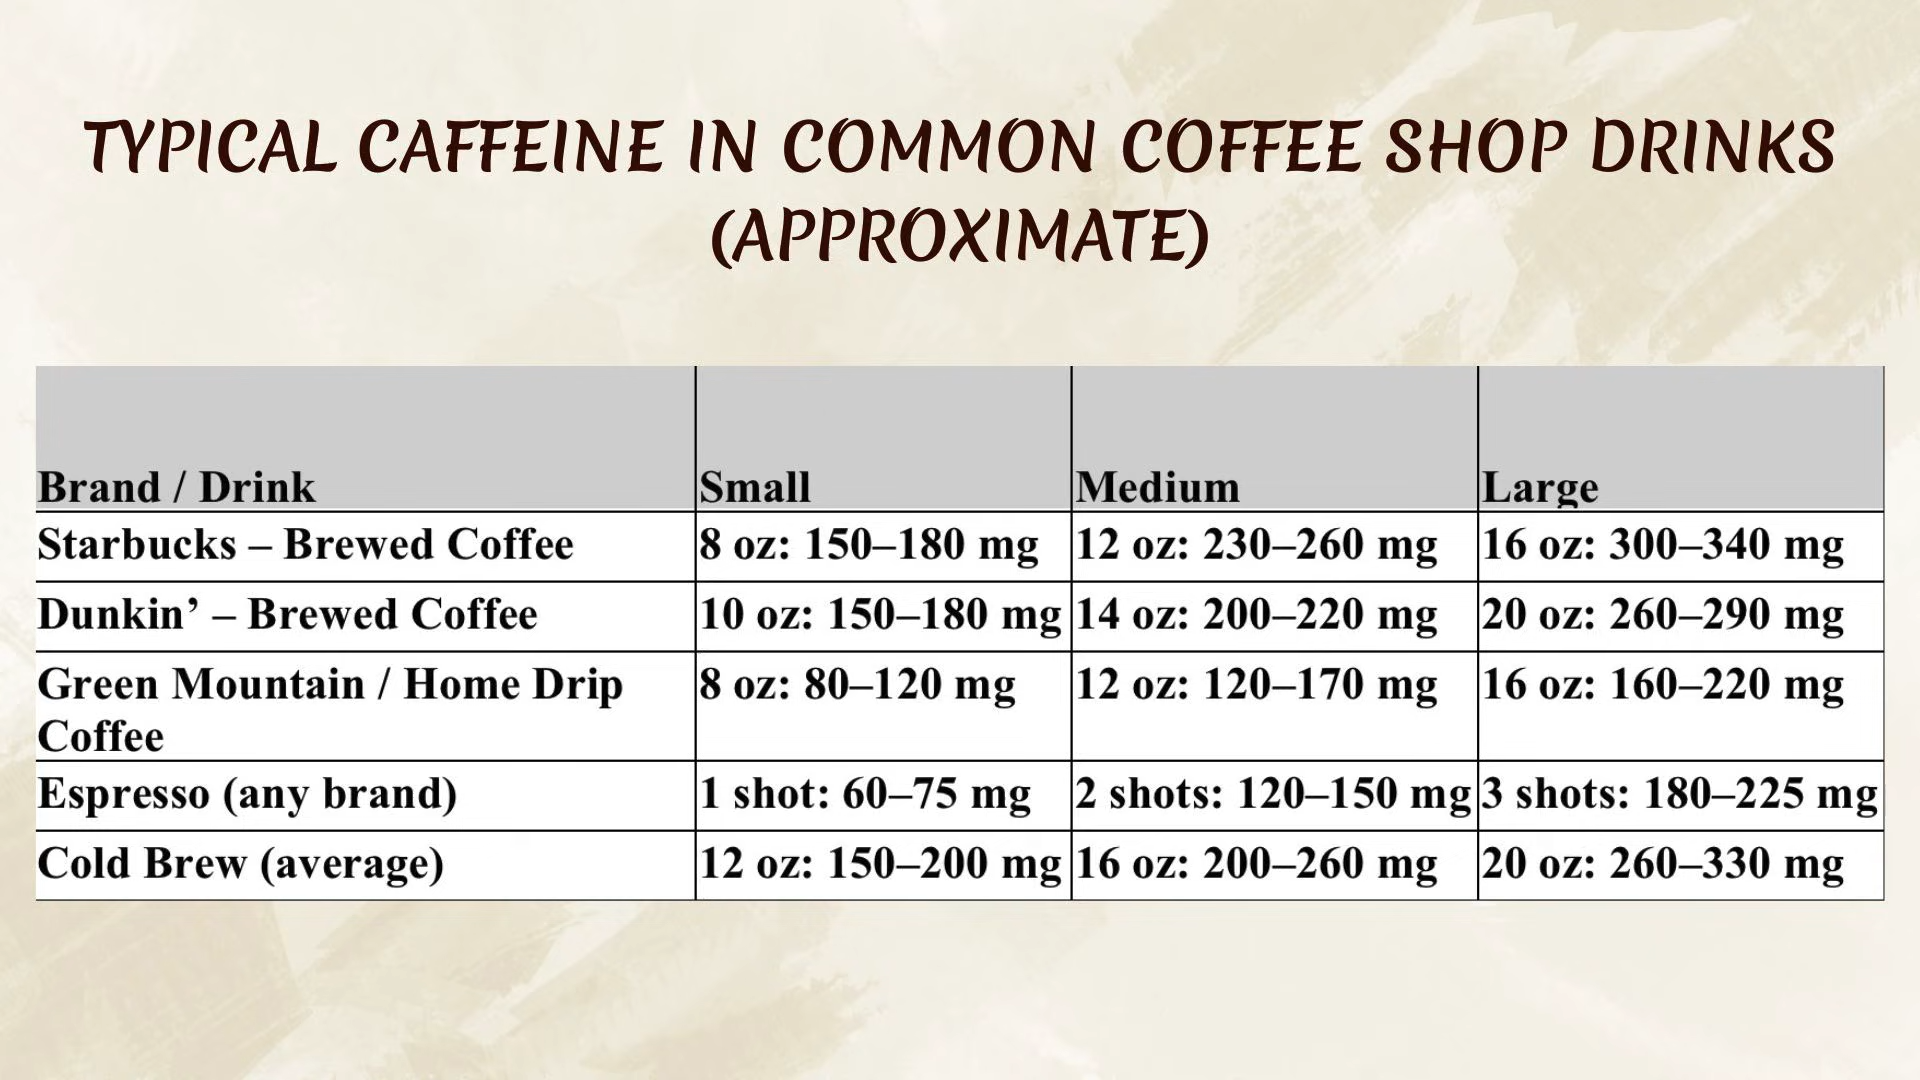 TYPICAL CAFFEINE IN COMMON COFFEE SHOP DRINKS
(APPROXIMATE)
Brand / Drink Small Medium Large
Starbucks – Brewed Coffee 8 oz: 150–180 mg 12 oz: 230–260 mg 16 oz: 300–340 mg
Dunkin’ – Brewed Coffee 10 oz: 150–180 mg 14 oz: 200–220 mg 20 oz: 260–290 mg
Green Mountain / Home Drip 8 oz: 80–120 mg 12 oz: 120–170 mg 16 oz: 160–220 mg
Coffee
Espresso (any brand) 1 shot: 60–75 mg 2 shots: 120–150 mg 3 shots: 180–225 mg
Cold Brew (average) 12 oz: 150–200 mg 16 oz: 200–260 mg 20 oz: 260–330 mg